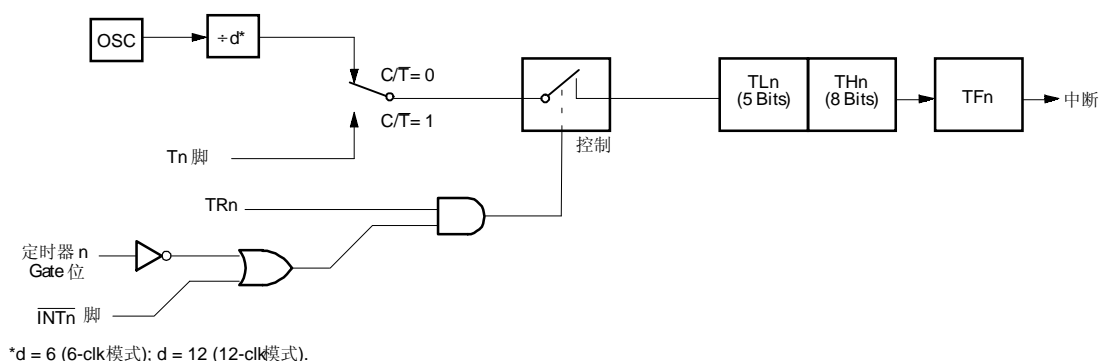 OSC
÷ d*
C/T̅ = 0
C/T̅ = 1
Tn 脚
控制
TLn
(5 Bits)
THn
(8 Bits)
TFn
中断
TRn
定时器 n
Gate 位
I̅N̅T̅n̅ 脚
*d = 6 (6-clk模式); d = 12 (12-clk模式).